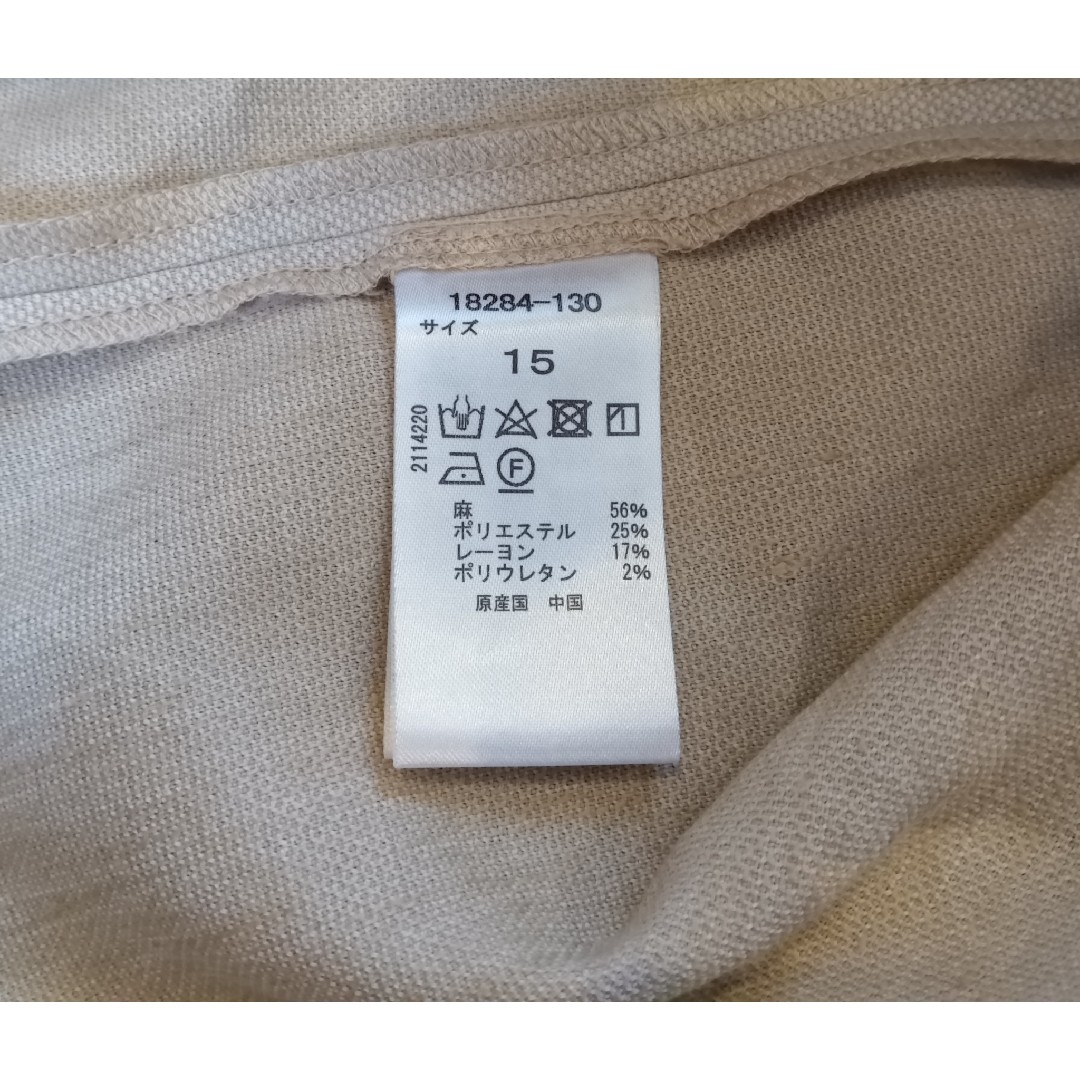 18284-130
サイズ
15
2114220
F
麻 56%
ポリエステル 25%
レーヨン 17%
ポリウレタン 2%
原産国 中国